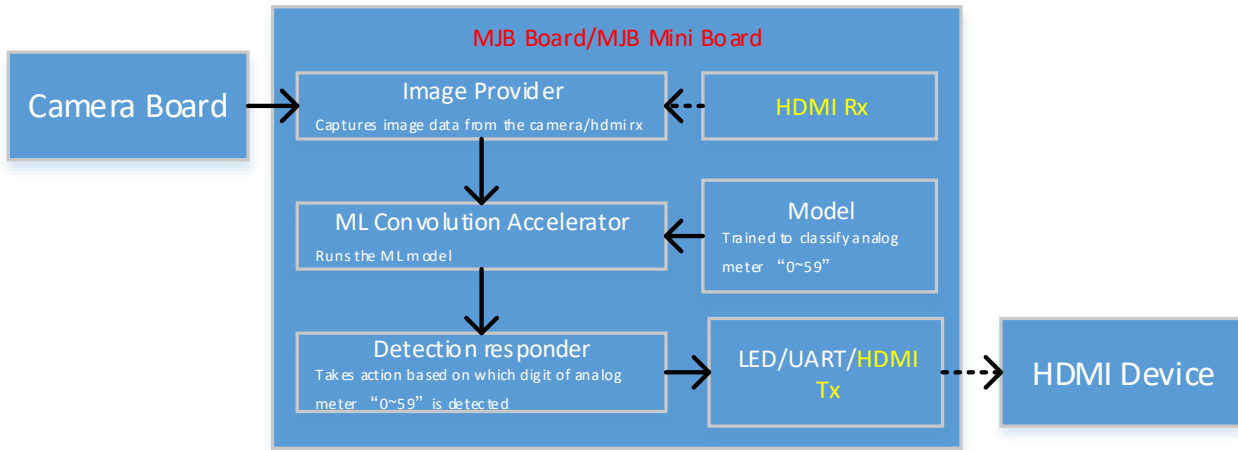 MJB Board/MJB Mini Board
Camera Board
Image Provider
Captures image data from the camera/hdmi rx
HDMI Rx
ML Convolution Accelerator
Runs the ML model
Model
Trained to classify analog
meter “0~59”
Detection responder
Takes action based on which digit of analog
meter “0~59” is detected
LED/UART/HDMI
Tx
HDMI Device